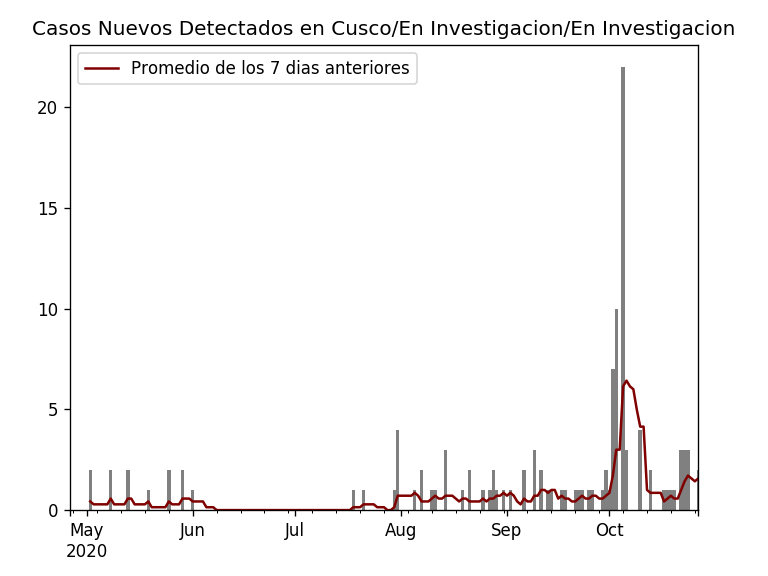 Casos Nuevos Detectados en Cusco/En Investigacion/En Investigacion
Promedio de los 7 dias anteriores
20
15
10
5
0
May Jun Jul Aug Sep Oct
2020